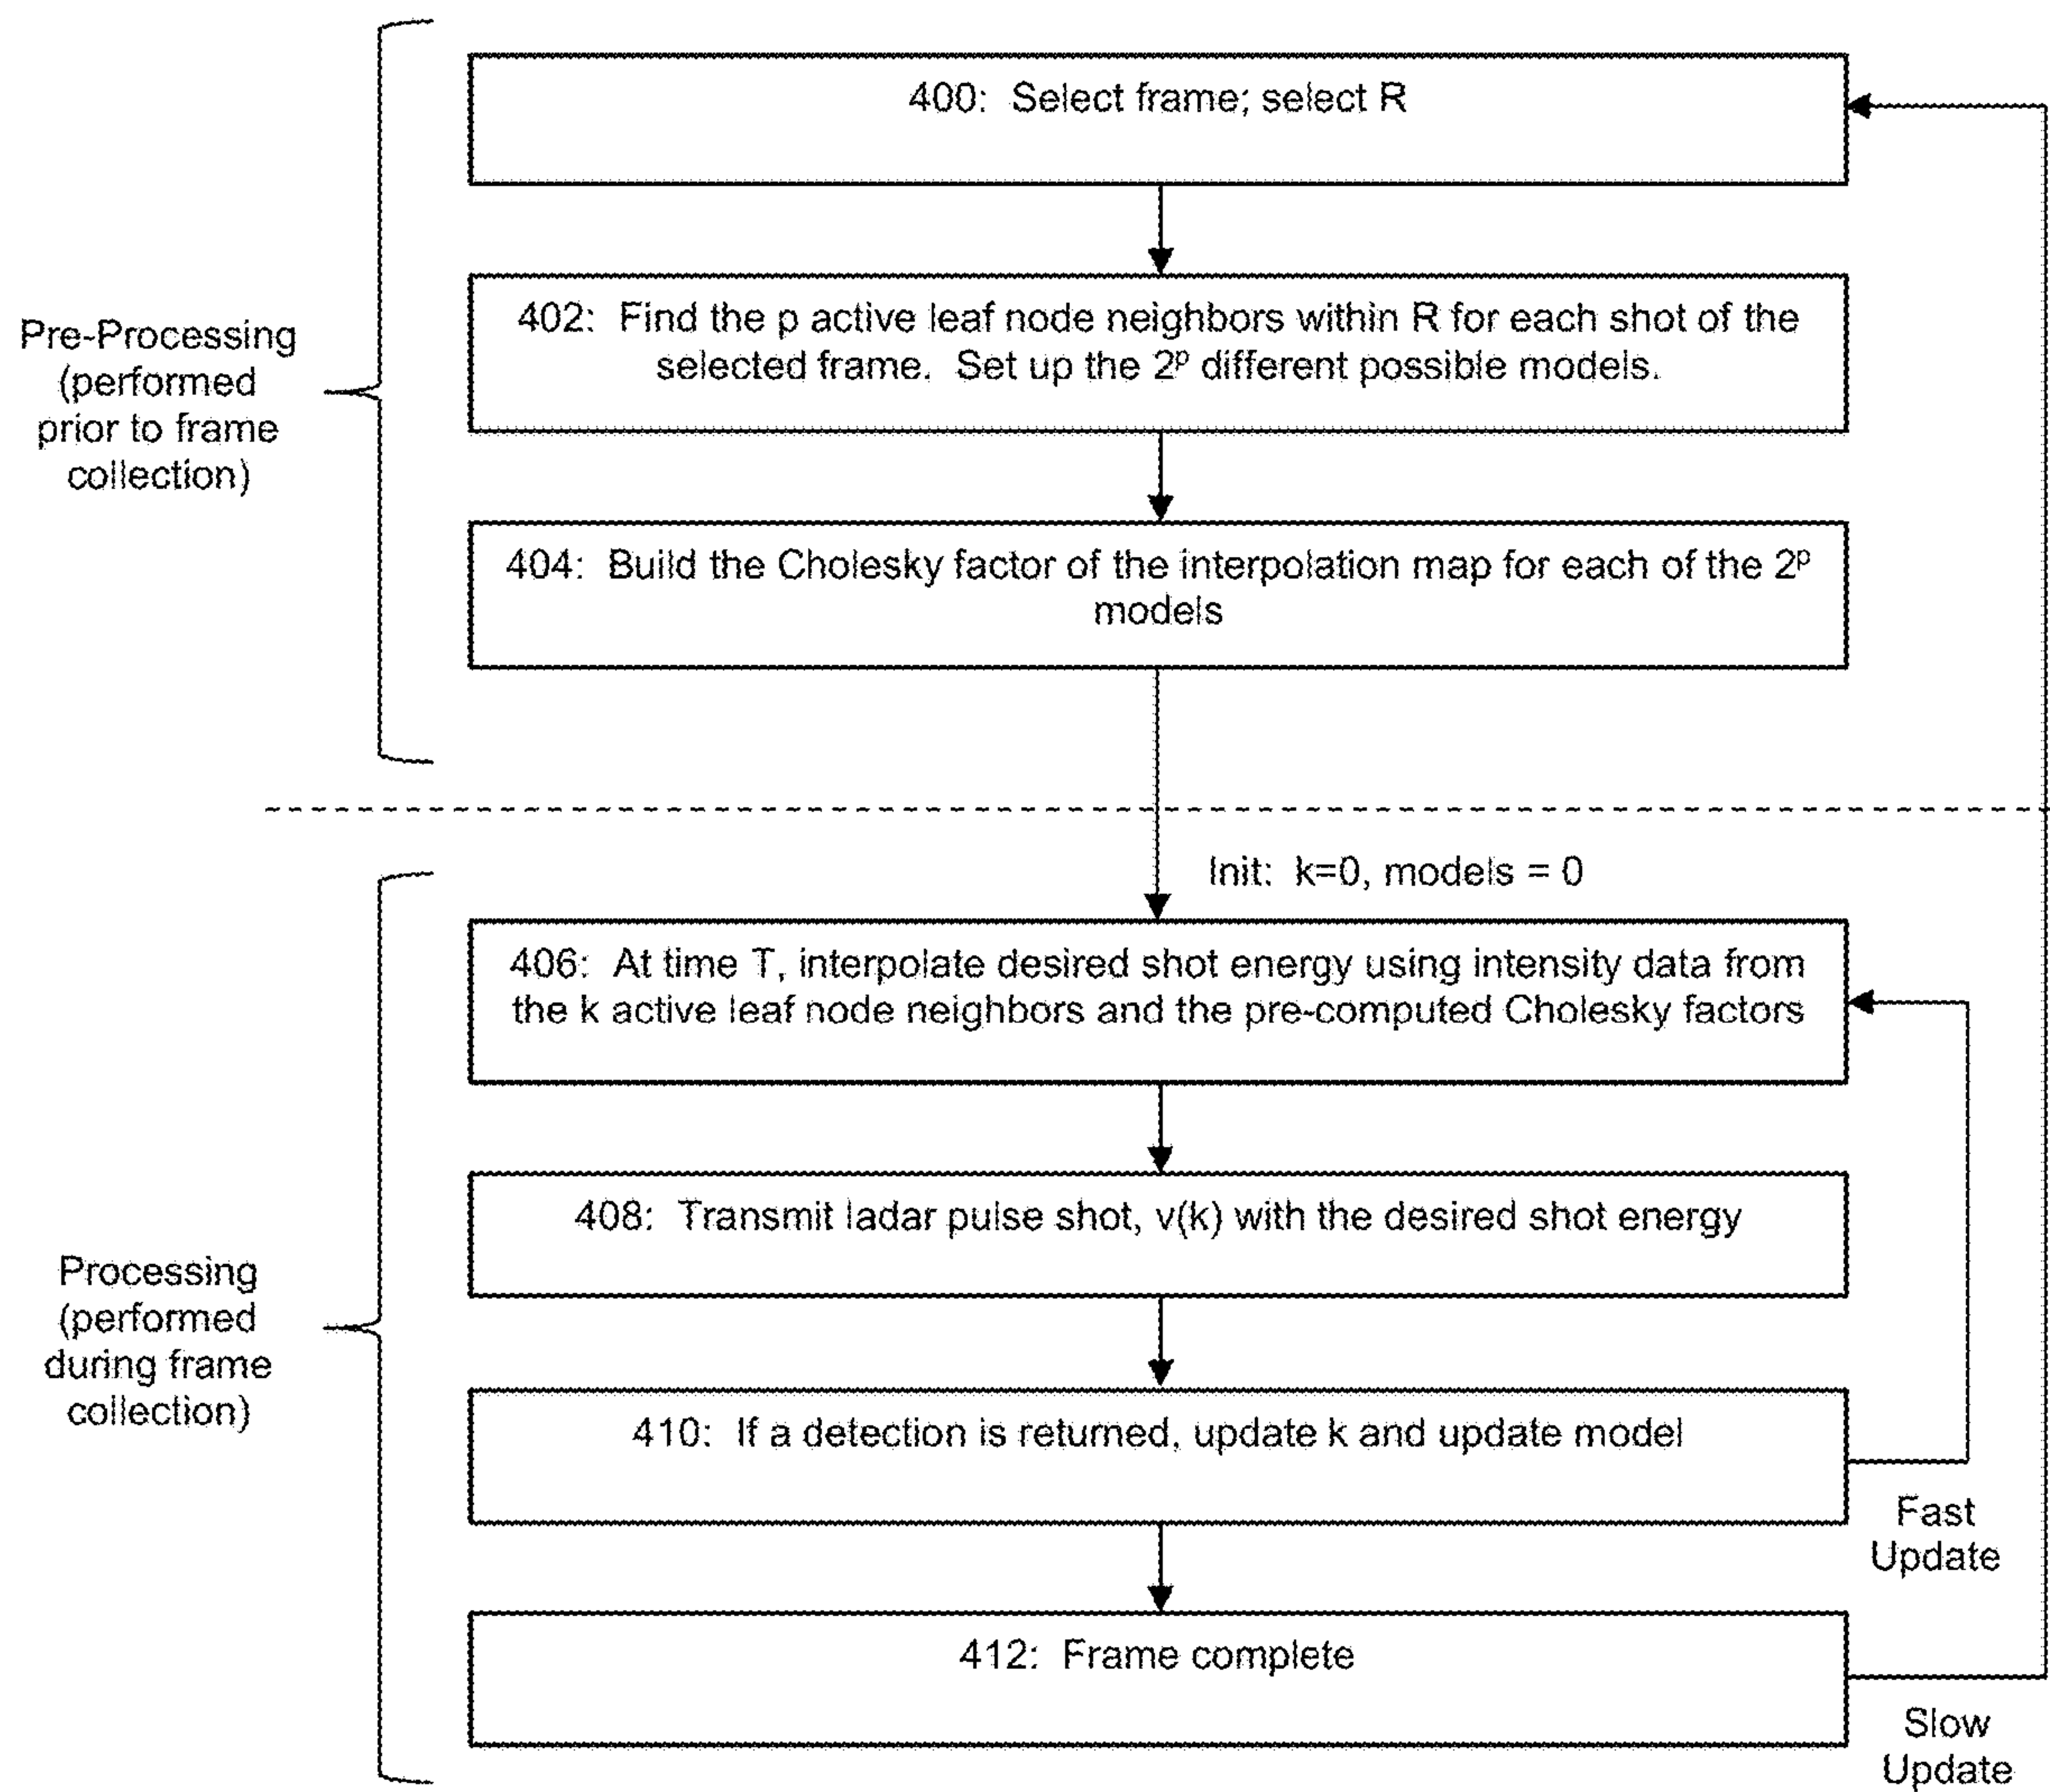 400: Select frame; select R
402: Find the p active leaf node neighbors within R for each shot of the
selected frame. Set up the 2ᵖ different possible models.
Pre-Processing
(performed
prior to frame
collection)
404: Build the Cholesky factor of the interpolation map for each of the 2ᵖ
models
Init: k=0, models = 0
406: At time T, interpolate desired shot energy using intensity data from
the k active leaf node neighbors and the pre-computed Cholesky factors
408: Transmit ladar pulse shot, v(k) with the desired shot energy
Processing
(performed
during frame
collection)
410: If a detection is returned, update k and update model
Fast
Update
412: Frame complete
Slow
Update